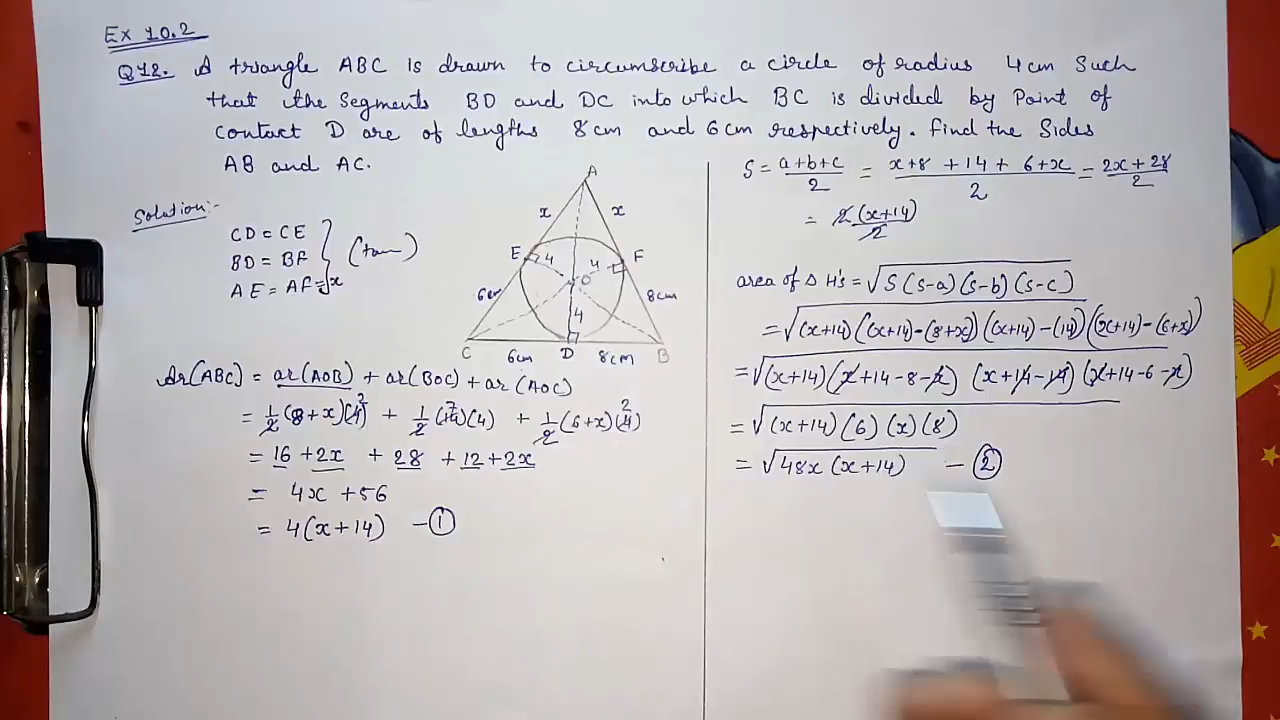 Ex 10.2
Q12. A triangle ABC is drawn to circumscribe a circle of radius 4cm such
that the segments BD and DC into which BC is divided by Point of
contact D are of lengths 8cm and 6cm respectively. Find the Sides
AB and AC.
Solution:-
CD = CE
BD = BF
AE = AF = x
} (tan)
A
x x
E F
4 4
O
6cm 8cm
4
C 6cm D 8cm B
Ar(ABC) = ar(AOB) + ar(BOC) + ar(AOC)
= 1/2 (8+x)(4) 2 + 1/2 (14) 7 (4) + 1/2 (6+x)(4) 2
= 16 + 2x + 28 + 12 + 2x
= 4x + 56
= 4(x+14) — ①
S = a+b+c/2 = x+8 + 14 + 6+x/2 = 2x+28/2
= 2(x+14)/2
area of Δ H's = √S(s-a)(s-b)(s-c)
= √(x+14)((x+14)-(8+x))((x+14)-(14))((x+14)-(6+x))
= √(x+14)(x+14-8-x) (x+14-14) (x+14-6-x)
= √(x+14)(6)(x)(8)
= √48x(x+14) — ②